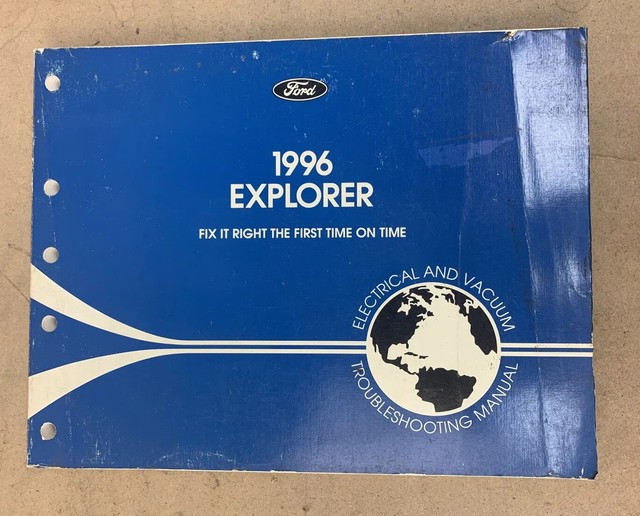 Ford
1996
EXPLORER
FIX IT RIGHT THE FIRST TIME ON TIME
ELECTRICAL AND VACUUM
TROUBLESHOOTING MANUAL